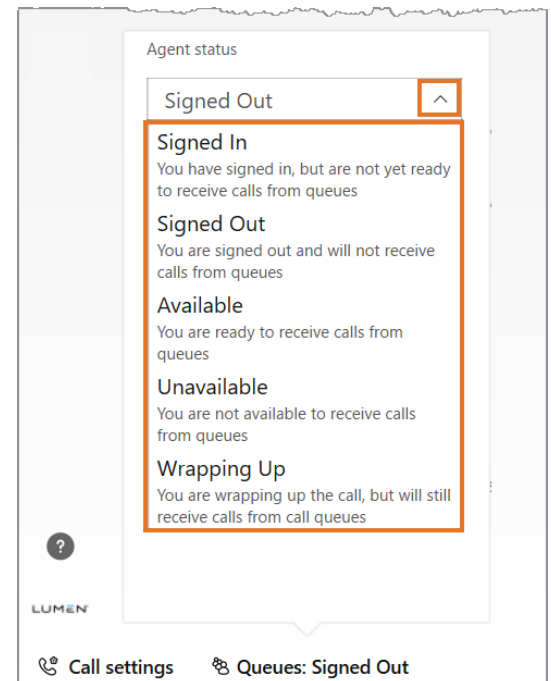 Agent status
Signed Out
Signed In
You have signed in, but are not yet ready
to receive calls from queues
Signed Out
You are signed out and will not receive
calls from queues
Available
You are ready to receive calls from
queues
Unavailable
You are not available to receive calls
from queues
Wrapping Up
You are wrapping up the call, but will still
receive calls from call queues
?
LUMEN
Call settings
Queues: Signed Out